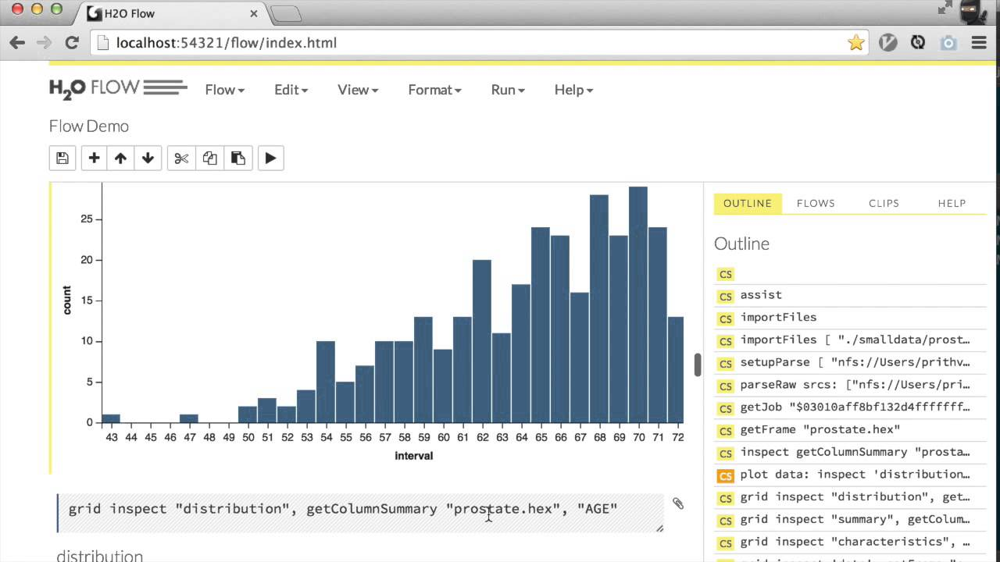 H2O Flow
localhost:54321/flow/index.html
H2O FLOW Flow Edit View Format Run Help
Flow Demo
OUTLINE FLOWS CLIPS HELP
Outline
CS
CS assist
CS importFiles
CS importFiles [ "./smalldata/prost…
CS setupParse [ "nfs://Users/prithv…
CS parseRaw srcs: ["nfs://Users/pri…
CS getJob "$03010aff8bf132d4fffffff…
CS getFrame "prostate.hex"
CS inspect getColumnSummary "prosta…
CS plot data: inspect 'distribution…
CS grid inspect "distribution", get…
CS grid inspect "summary", getColum…
CS grid inspect "characteristics", …
count
25
20
15
10
5
0
43 44 45 46 47 48 49 50 51 52 53 54 55 56 57 58 59 60 61 62 63 64 65 66 67 68 69 70 71 72
interval
grid inspect "distribution", getColumnSummary "prostate.hex", "AGE"
distribution